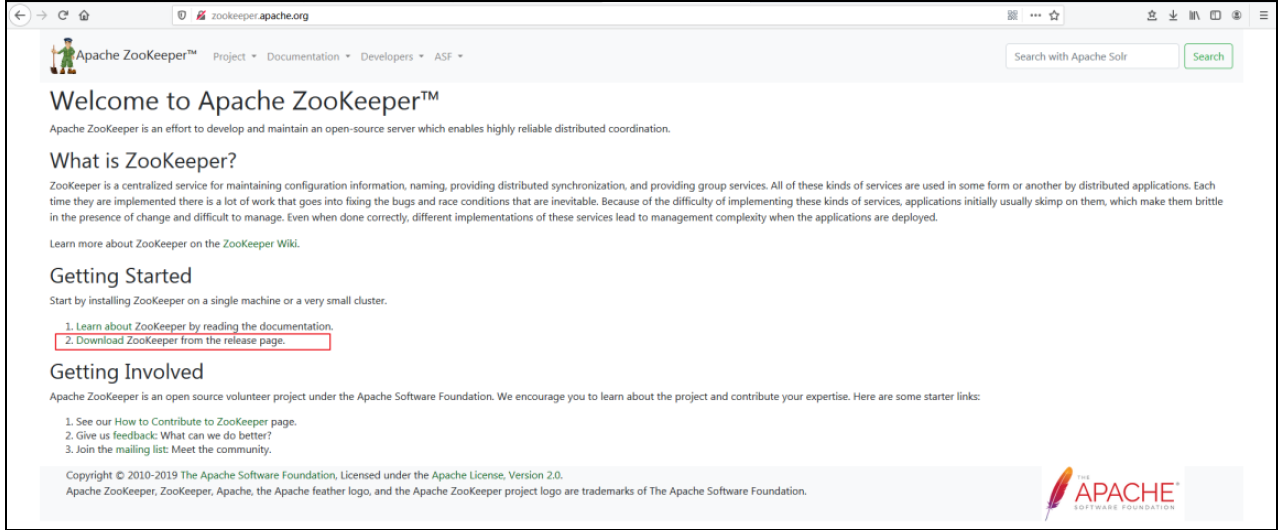 zookeeper.apache.org
Apache ZooKeeper™ Project Documentation Developers ASF Search with Apache Solr Search
Welcome to Apache ZooKeeper™
Apache ZooKeeper is an effort to develop and maintain an open-source server which enables highly reliable distributed coordination.
What is ZooKeeper?
ZooKeeper is a centralized service for maintaining configuration information, naming, providing distributed synchronization, and providing group services. All of these kinds of services are used in some form or another by distributed applications. Each
time they are implemented there is a lot of work that goes into fixing the bugs and race conditions that are inevitable. Because of the difficulty of implementing these kinds of services, applications initially usually skimp on them, which make them brittle
in the presence of change and difficult to manage. Even when done correctly, different implementations of these services lead to management complexity when the applications are deployed.
Learn more about ZooKeeper on the ZooKeeper Wiki.
Getting Started
Start by installing ZooKeeper on a single machine or a very small cluster.
1. Learn about ZooKeeper by reading the documentation.
2. Download ZooKeeper from the release page.
Getting Involved
Apache ZooKeeper is an open source volunteer project under the Apache Software Foundation. We encourage you to learn about the project and contribute your expertise. Here are some starter links:
1. See our How to Contribute to ZooKeeper page.
2. Give us feedback: What can we do better?
3. Join the mailing list: Meet the community.
Copyright © 2010-2019 The Apache Software Foundation, Licensed under the Apache License, Version 2.0.
Apache ZooKeeper, ZooKeeper, Apache, the Apache feather logo, and the Apache ZooKeeper project logo are trademarks of The Apache Software Foundation.
THE
APACHE®
SOFTWARE FOUNDATION